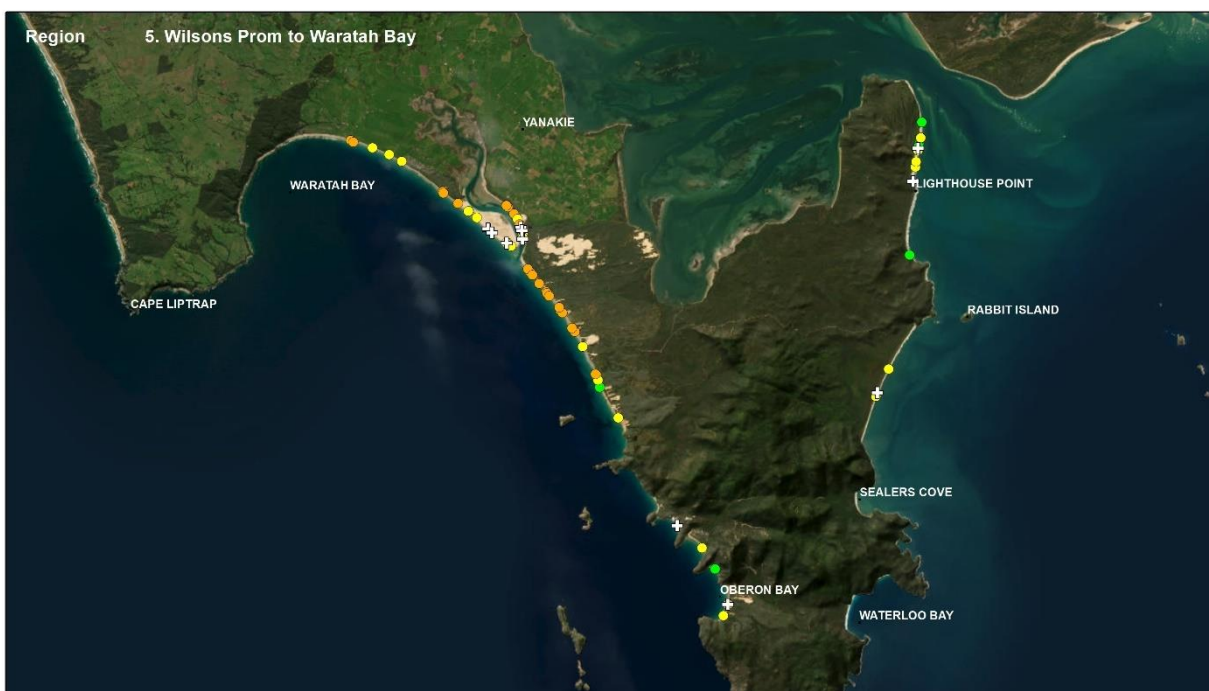 Region 5. Wilsons Prom to Waratah Bay
YANAKIE
WARATAH BAY
LIGHTHOUSE POINT
CAPE LIPTRAP
RABBIT ISLAND
SEALERS COVE
OBERON BAY
WATERLOO BAY